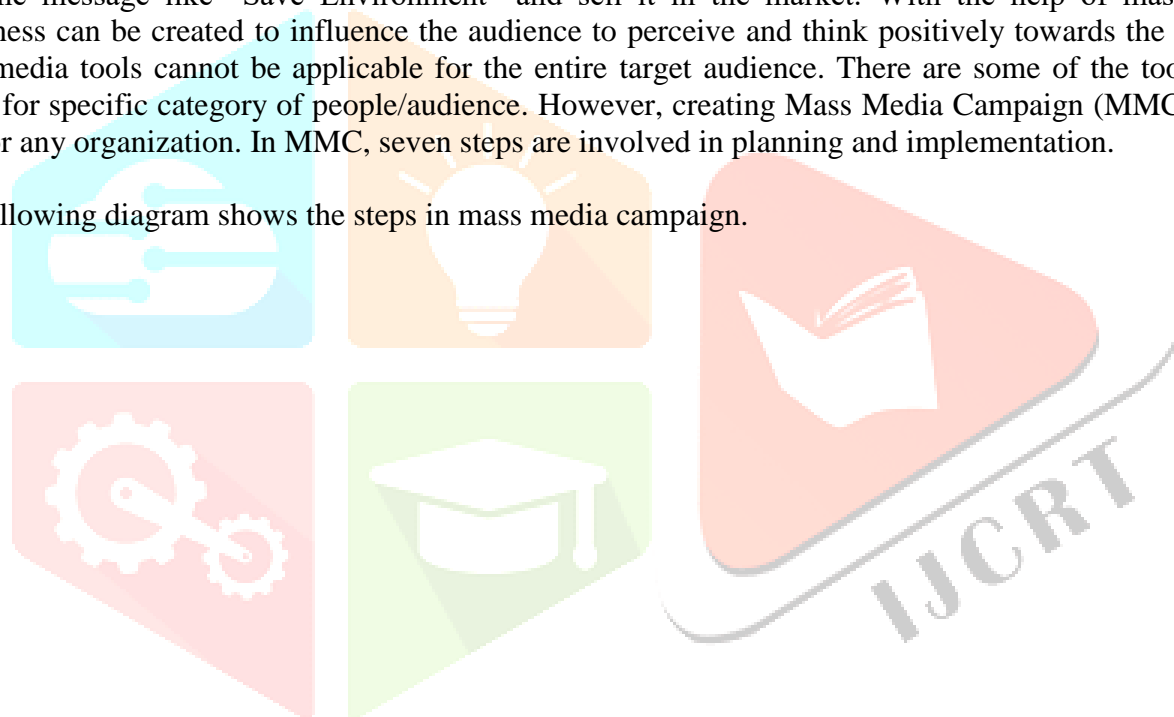 message like "Save Environment" and sell it in the market. With the help of mas
ness can be created to influence the audience to perceive and think positively towards the
media tools cannot be applicable for the entire target audience. There are some of the too
for specific category of people/audience. However, creating Mass Media Campaign (MMC
r any organization. In MMC, seven steps are involved in planning and implementation.
llowing diagram shows the steps in mass media campaign.
IJCRT